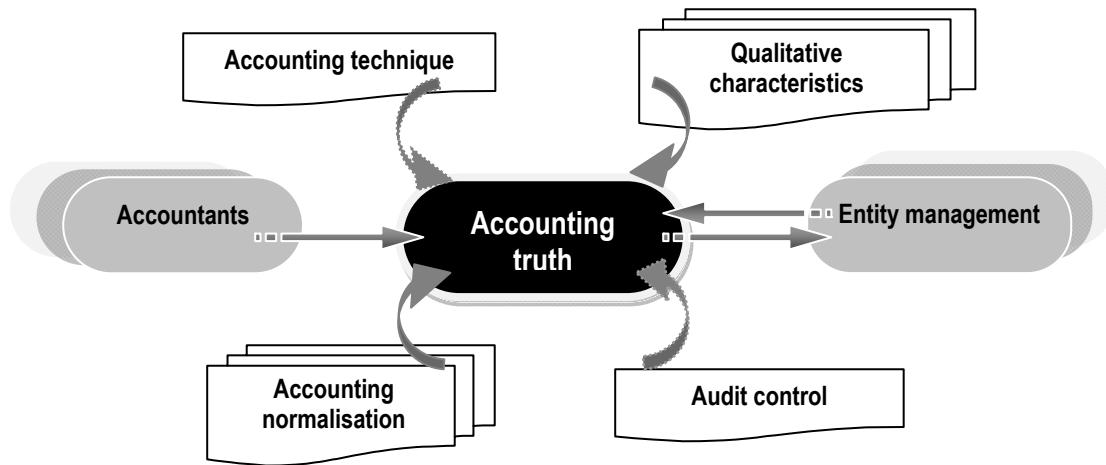 Accounting technique
Qualitative
characteristics
Accountants
Accounting
truth
Entity management
Accounting
normalisation
Audit control